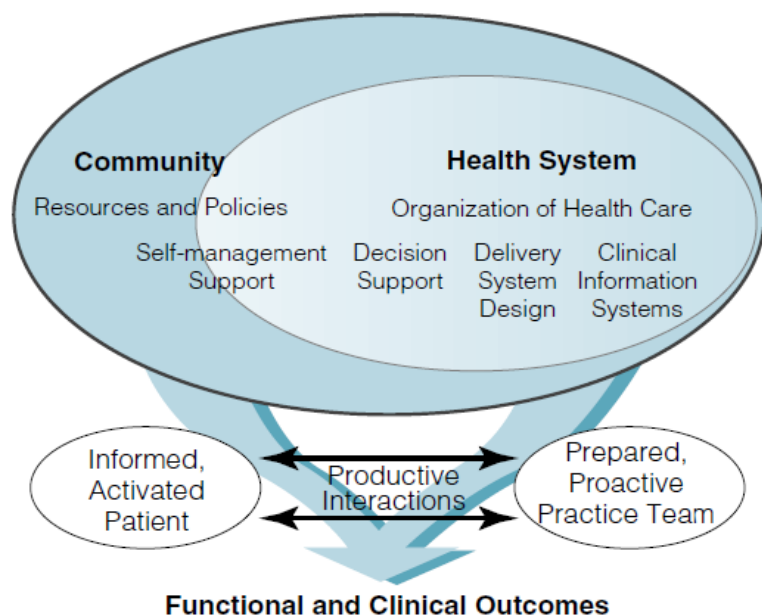 Community
Health System
Resources and Policies
Organization of Health Care
Self-management
Support
Decision
Support
Delivery
System
Design
Clinical
Information
Systems
Informed,
Activated
Patient
Productive
Interactions
Prepared,
Proactive
Practice Team
Functional and Clinical Outcomes